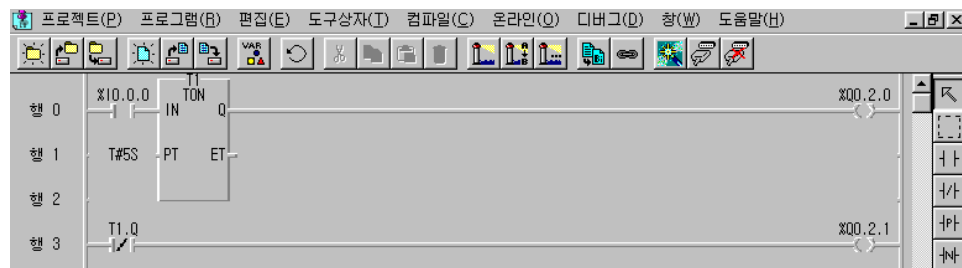 프로젝트(P) 프로그램(R) 편집(E) 도구상자(T) 컴파일(C) 온라인(O) 디버그(D) 창(W) 도움말(H)
VAR
T1
%I0.0.0 TON %Q0.2.0
행 0 IN Q
행 1 T#5S PT ET
행 2
T1.Q %Q0.2.1
행 3
P
N